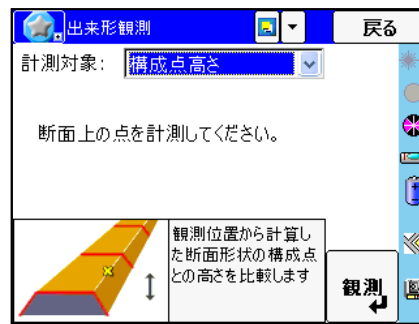 出来形観測
戻る
計測対象: 構成点高さ
断面上の点を計測してください。
観測位置から計算し
た断面形状の構成点
との高さを比較します
観測